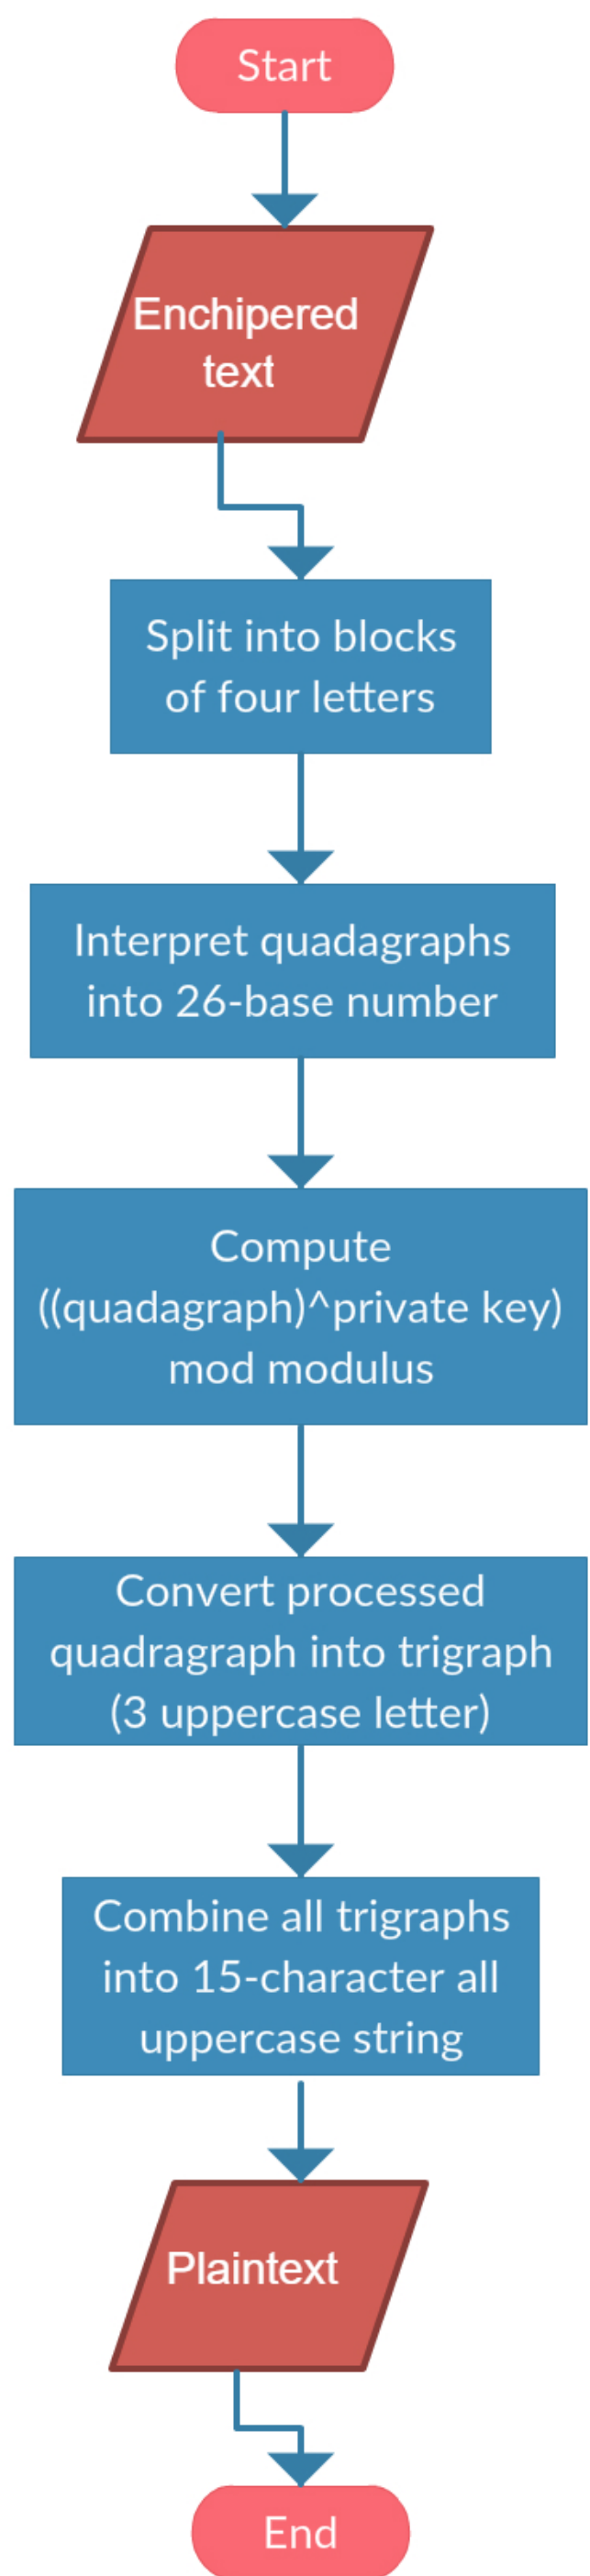 Start
Enchipered
text
Split into blocks
of four letters
Interpret quadagraphs
into 26-base number
Compute
((quadagraph)^private key)
mod modulus
Convert processed
quadragraph into trigraph
(3 uppercase letter)
Combine all trigraphs
into 15-character all
uppercase string
Plaintext
End